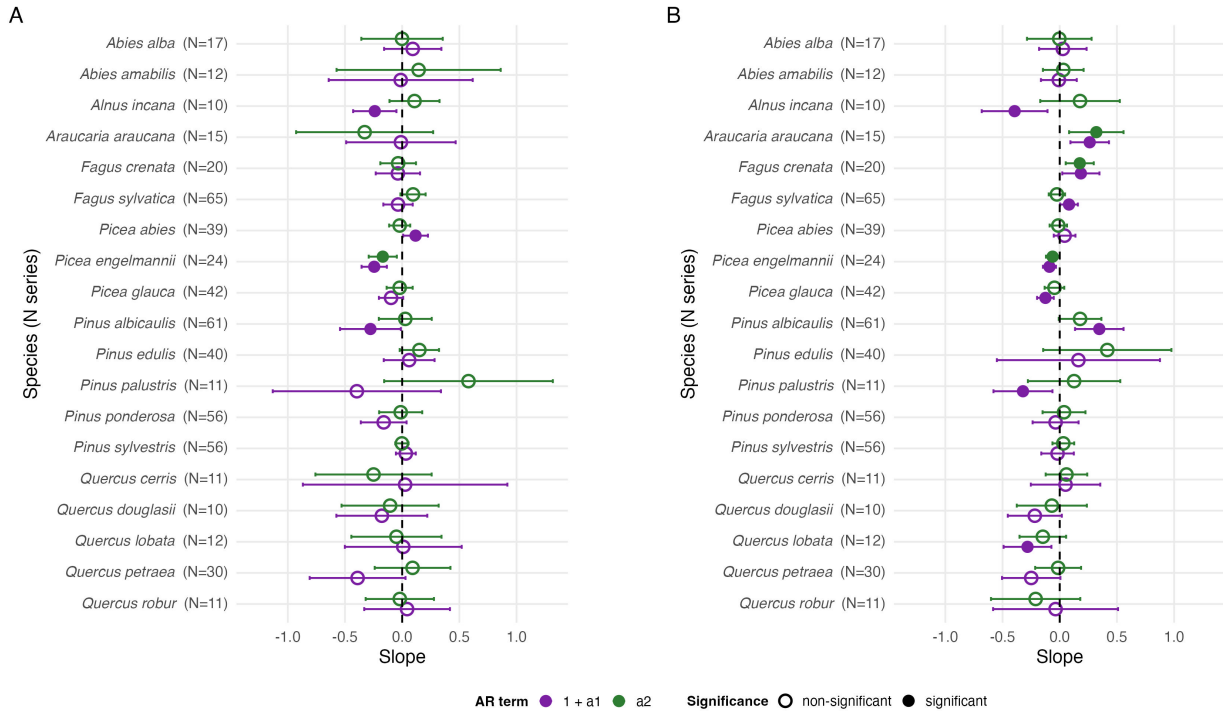 A
B
Species (N series)
Abies alba (N=17)
Abies amabilis (N=12)
Alnus incana (N=10)
Araucaria araucana (N=15)
Fagus crenata (N=20)
Fagus sylvatica (N=65)
Picea abies (N=39)
Picea engelmannii (N=24)
Picea glauca (N=42)
Pinus albicaulis (N=61)
Pinus edulis (N=40)
Pinus palustris (N=11)
Pinus ponderosa (N=56)
Pinus sylvestris (N=56)
Quercus cerris (N=11)
Quercus douglasii (N=10)
Quercus lobata (N=12)
Quercus petraea (N=30)
Quercus robur (N=11)
-1.0 -0.5 0.0 0.5 1.0
Slope
Species (N series)
Abies alba (N=17)
Abies amabilis (N=12)
Alnus incana (N=10)
Araucaria araucana (N=15)
Fagus crenata (N=20)
Fagus sylvatica (N=65)
Picea abies (N=39)
Picea engelmannii (N=24)
Picea glauca (N=42)
Pinus albicaulis (N=61)
Pinus edulis (N=40)
Pinus palustris (N=11)
Pinus ponderosa (N=56)
Pinus sylvestris (N=56)
Quercus cerris (N=11)
Quercus douglasii (N=10)
Quercus lobata (N=12)
Quercus petraea (N=30)
Quercus robur (N=11)
-1.0 -0.5 0.0 0.5 1.0
Slope
AR term 1 + a1 a2 Significance non-significant significant